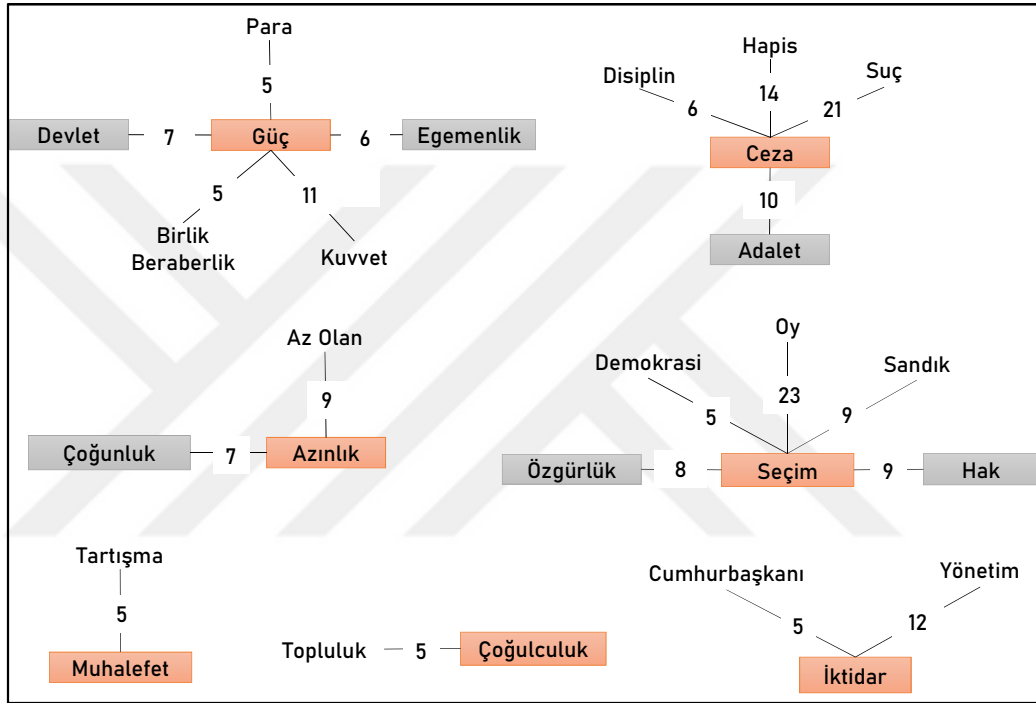 Para
5
Devlet
7
Güç
6
Egemenlik
5
11
Birlik
Beraberlik
Kuvvet
Hapis
Disiplin
Suç
6
14
21
Ceza
10
Adalet
Az Olan
9
Çoğunluk
7
Azınlık
Oy
Demokrasi
Sandık
5
23
9
Özgürlük
8
Seçim
9
Hak
Tartışma
5
Muhalefet
Topluluk
5
Çoğulculuk
Cumhurbaşkanı
Yönetim
5
12
İktidar